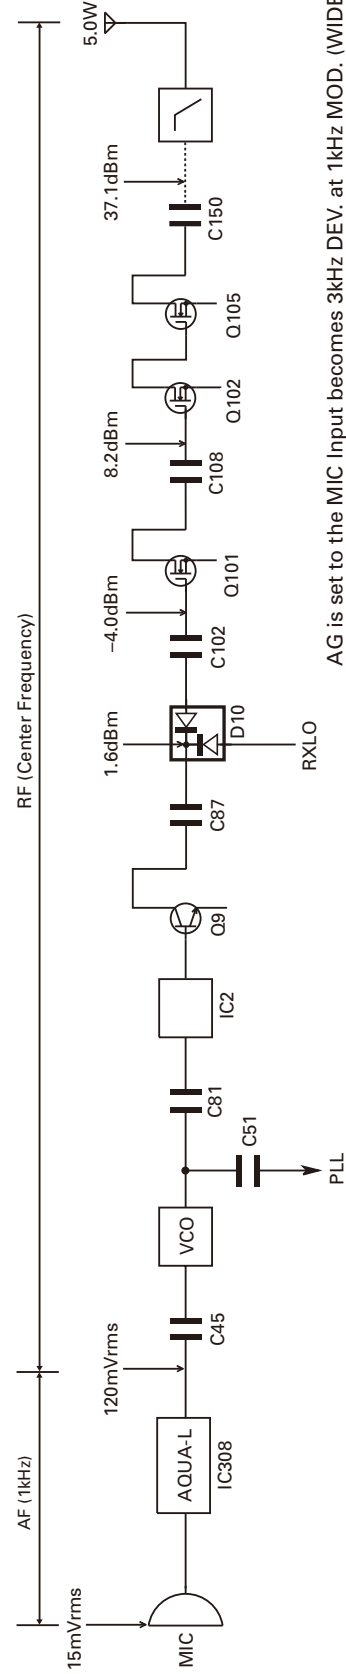 AF (1kHz)
RF (Center Frequency)
15mVrms
120mVrms
1.6dBm
−4.0dBm
8.2dBm
37.1dBm
5.0W
MIC
AQUA-L
IC308
C45
VCO
C51
PLL
C81
IC2
Q9
C87
D10
RXLO
C102
Q101
C108
Q102
Q105
C150
AG is set to the MIC Input becomes 3kHz DEV. at 1kHz MOD. (WIDE